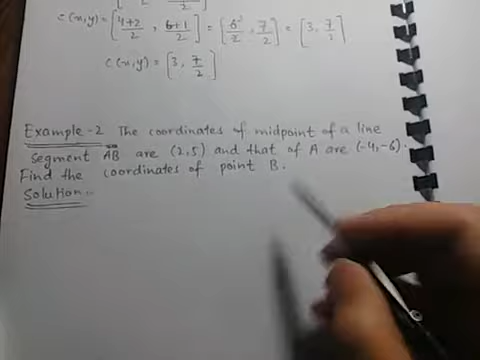 C(x,y) = [4+2/2 , 6+1/2] = [6/2 , 7/2] = [3, 7/2]
C(x,y) = [3, 7/2]
Example-2 The coordinates of midpoint of a line
segment AB are (2,5) and that of A are (-4,-6).
Find the coordinates of point B.
Solution:-